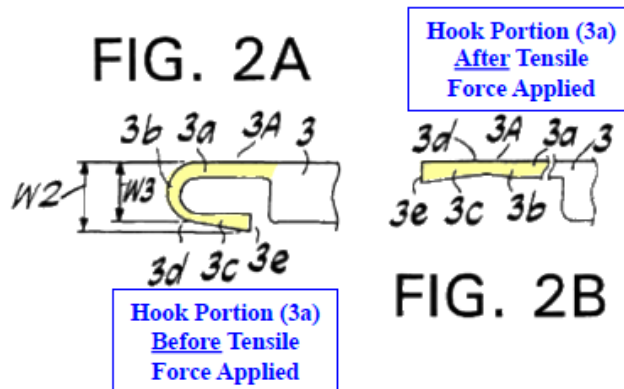 FIG. 2A
3b 3a 3A 3
W2 W3
3d 3c 3e
Hook Portion (3a)
Before Tensile
Force Applied
Hook Portion (3a)
After Tensile
Force Applied
3d 3A 3a 3
3e 3c 3b
FIG. 2B